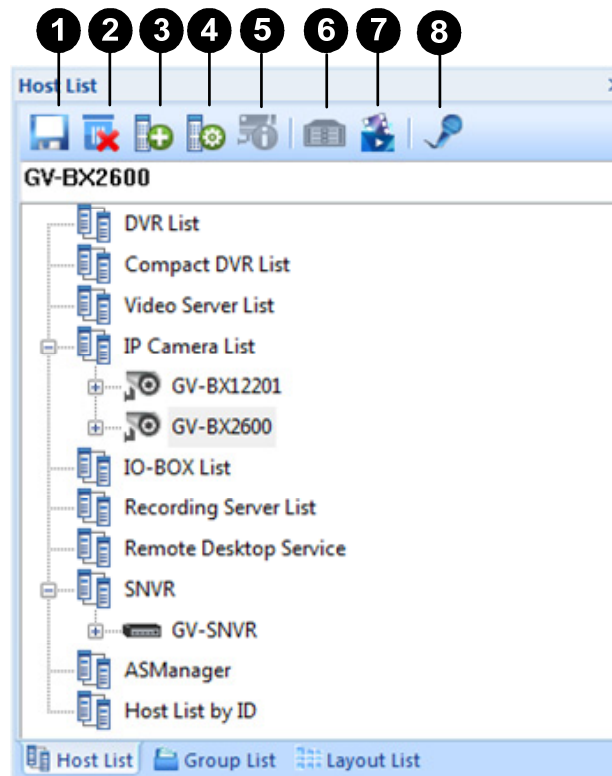 1 2 3 4 5 6 7 8
Host List
GV-BX2600
DVR List
Compact DVR List
Video Server List
IP Camera List
GV-BX12201
GV-BX2600
IO-BOX List
Recording Server List
Remote Desktop Service
SNVR
GV-SNVR
ASManager
Host List by ID
Host List Group List Layout List